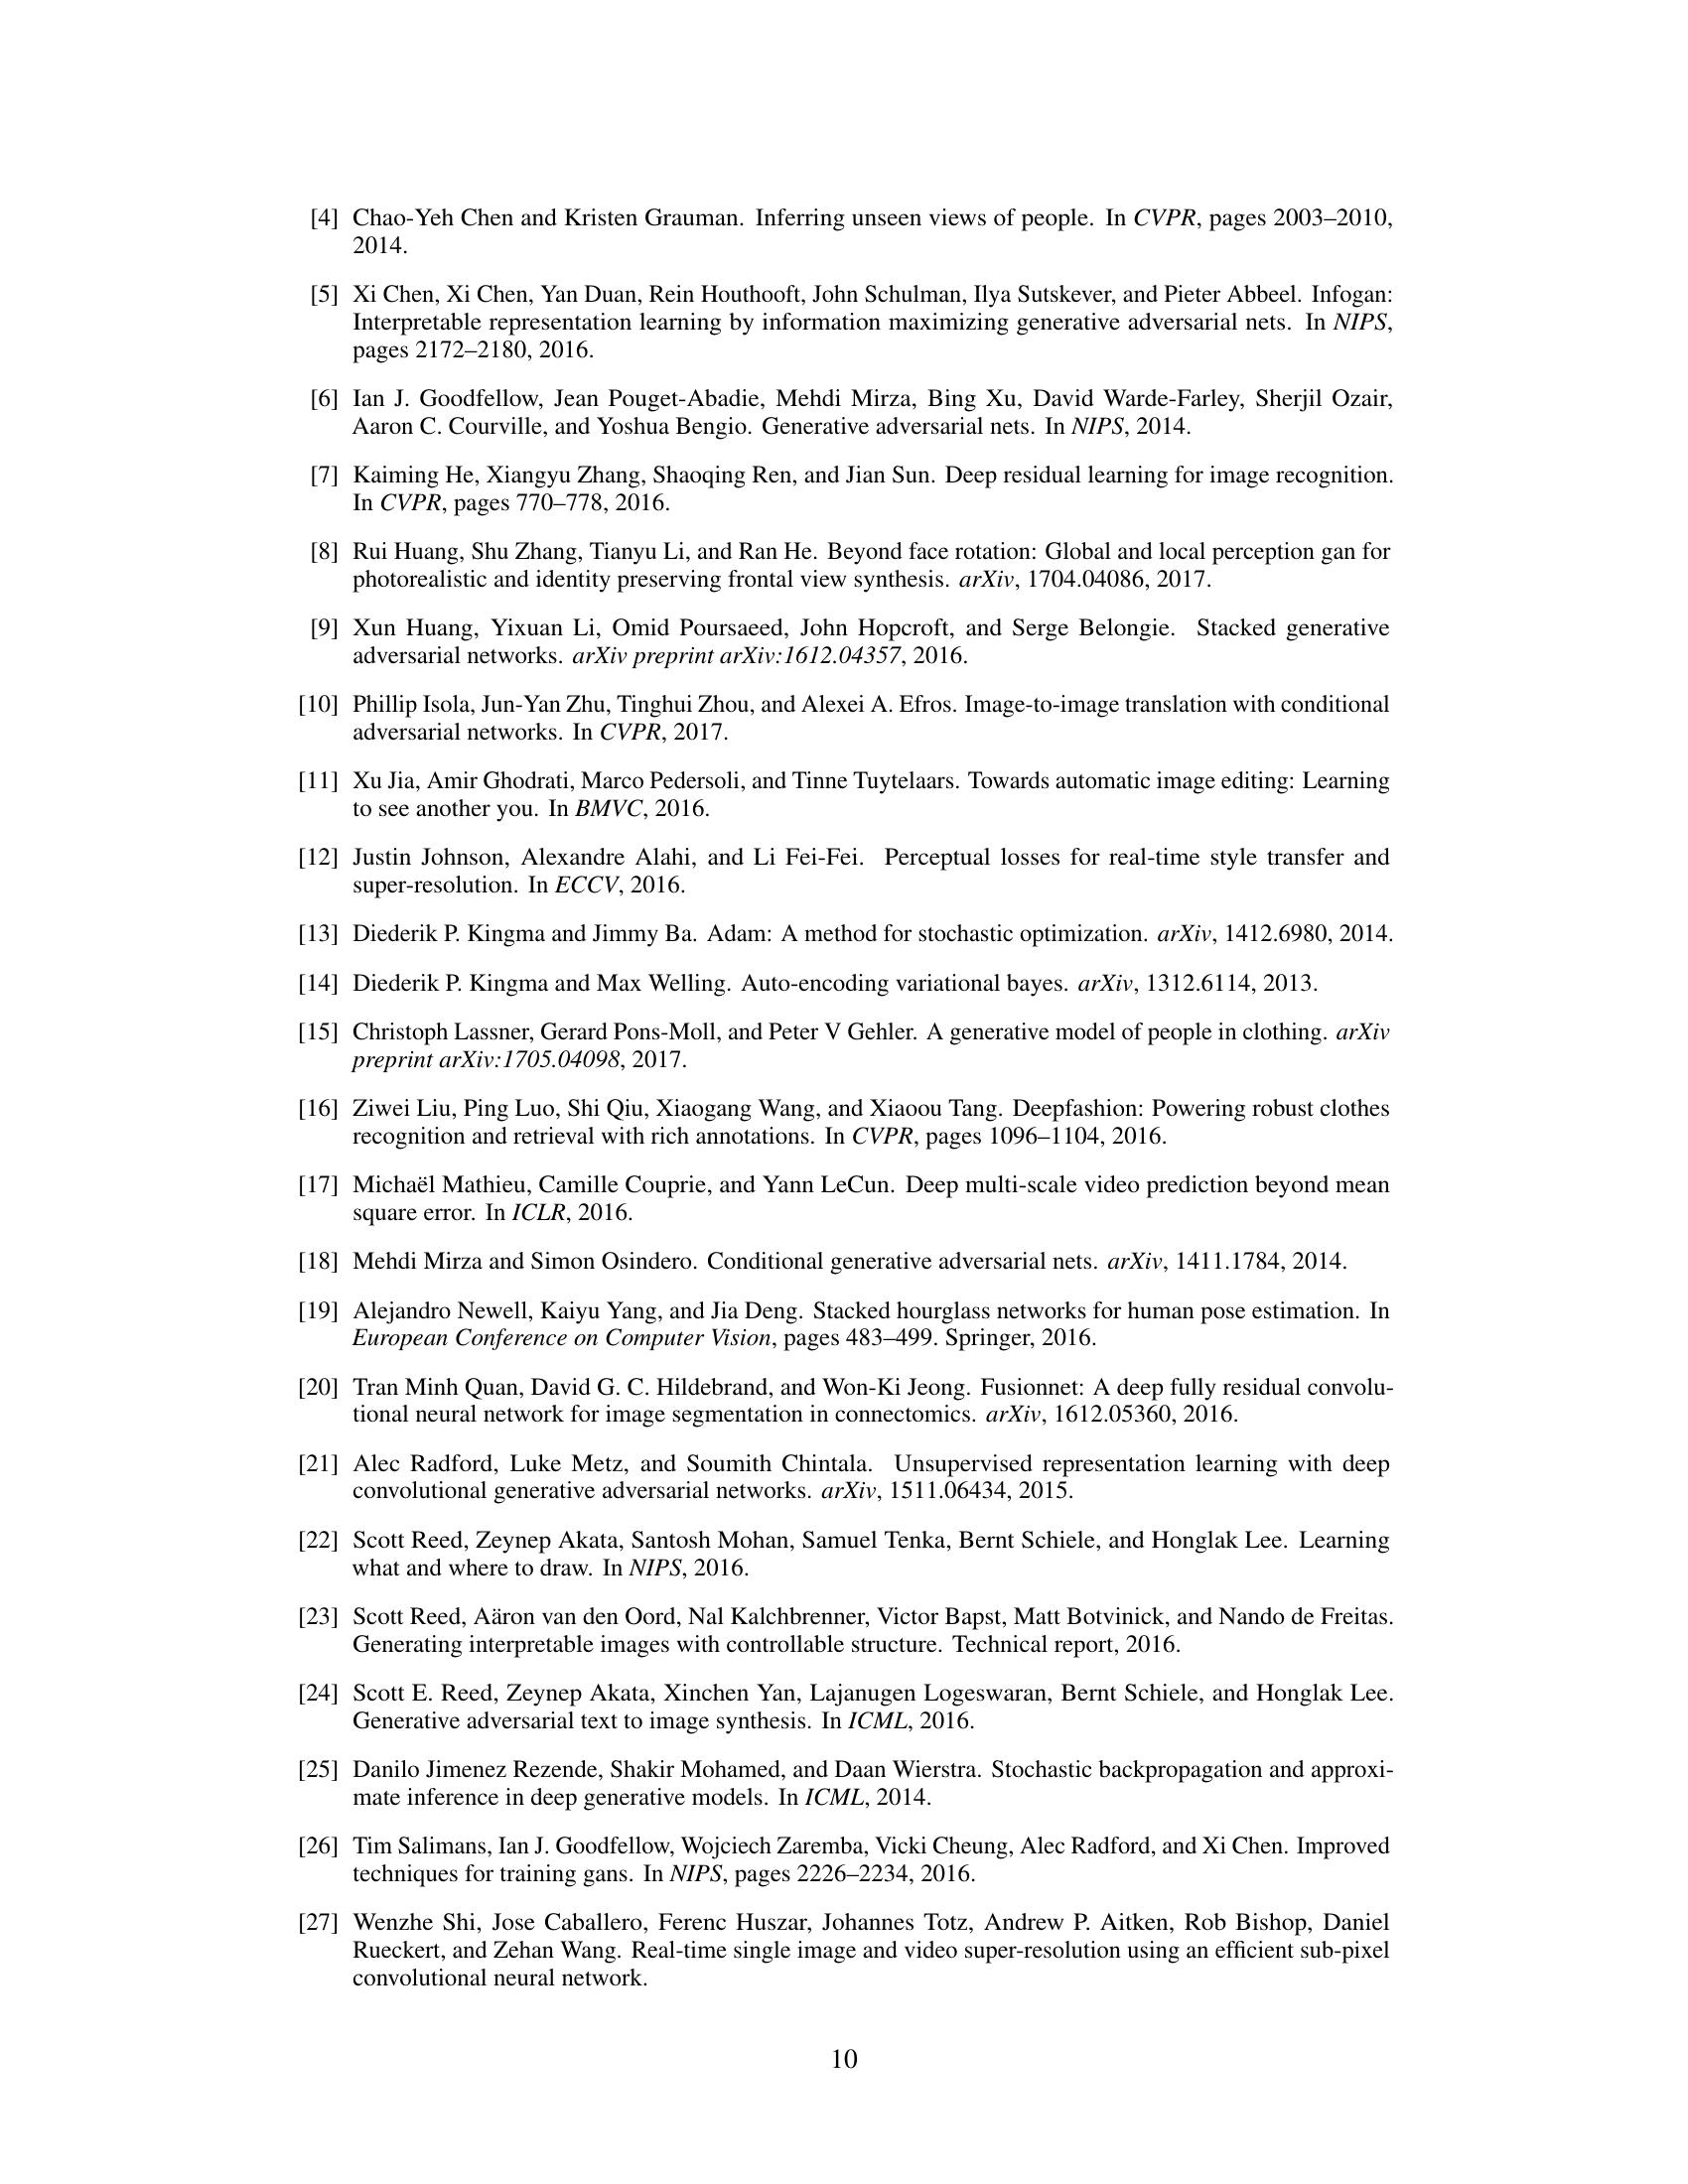 [4] Chao-Yeh Chen and Kristen Grauman. Inferring unseen views of people. In CVPR, pages 2003–2010,
2014.
[5] Xi Chen, Xi Chen, Yan Duan, Rein Houthooft, John Schulman, Ilya Sutskever, and Pieter Abbeel. Infogan:
Interpretable representation learning by information maximizing generative adversarial nets. In NIPS,
pages 2172–2180, 2016.
[6] Ian J. Goodfellow, Jean Pouget-Abadie, Mehdi Mirza, Bing Xu, David Warde-Farley, Sherjil Ozair,
Aaron C. Courville, and Yoshua Bengio. Generative adversarial nets. In NIPS, 2014.
[7] Kaiming He, Xiangyu Zhang, Shaoqing Ren, and Jian Sun. Deep residual learning for image recognition.
In CVPR, pages 770–778, 2016.
[8] Rui Huang, Shu Zhang, Tianyu Li, and Ran He. Beyond face rotation: Global and local perception gan for
photorealistic and identity preserving frontal view synthesis. arXiv, 1704.04086, 2017.
[9] Xun Huang, Yixuan Li, Omid Poursaeed, John Hopcroft, and Serge Belongie. Stacked generative
adversarial networks. arXiv preprint arXiv:1612.04357, 2016.
[10] Phillip Isola, Jun-Yan Zhu, Tinghui Zhou, and Alexei A. Efros. Image-to-image translation with conditional
adversarial networks. In CVPR, 2017.
[11] Xu Jia, Amir Ghodrati, Marco Pedersoli, and Tinne Tuytelaars. Towards automatic image editing: Learning
to see another you. In BMVC, 2016.
[12] Justin Johnson, Alexandre Alahi, and Li Fei-Fei. Perceptual losses for real-time style transfer and
super-resolution. In ECCV, 2016.
[13] Diederik P. Kingma and Jimmy Ba. Adam: A method for stochastic optimization. arXiv, 1412.6980, 2014.
[14] Diederik P. Kingma and Max Welling. Auto-encoding variational bayes. arXiv, 1312.6114, 2013.
[15] Christoph Lassner, Gerard Pons-Moll, and Peter V Gehler. A generative model of people in clothing. arXiv
preprint arXiv:1705.04098, 2017.
[16] Ziwei Liu, Ping Luo, Shi Qiu, Xiaogang Wang, and Xiaoou Tang. Deepfashion: Powering robust clothes
recognition and retrieval with rich annotations. In CVPR, pages 1096–1104, 2016.
[17] Michaël Mathieu, Camille Couprie, and Yann LeCun. Deep multi-scale video prediction beyond mean
square error. In ICLR, 2016.
[18] Mehdi Mirza and Simon Osindero. Conditional generative adversarial nets. arXiv, 1411.1784, 2014.
[19] Alejandro Newell, Kaiyu Yang, and Jia Deng. Stacked hourglass networks for human pose estimation. In
European Conference on Computer Vision, pages 483–499. Springer, 2016.
[20] Tran Minh Quan, David G. C. Hildebrand, and Won-Ki Jeong. Fusionnet: A deep fully residual convolu-
tional neural network for image segmentation in connectomics. arXiv, 1612.05360, 2016.
[21] Alec Radford, Luke Metz, and Soumith Chintala. Unsupervised representation learning with deep
convolutional generative adversarial networks. arXiv, 1511.06434, 2015.
[22] Scott Reed, Zeynep Akata, Santosh Mohan, Samuel Tenka, Bernt Schiele, and Honglak Lee. Learning
what and where to draw. In NIPS, 2016.
[23] Scott Reed, Aäron van den Oord, Nal Kalchbrenner, Victor Bapst, Matt Botvinick, and Nando de Freitas.
Generating interpretable images with controllable structure. Technical report, 2016.
[24] Scott E. Reed, Zeynep Akata, Xinchen Yan, Lajanugen Logeswaran, Bernt Schiele, and Honglak Lee.
Generative adversarial text to image synthesis. In ICML, 2016.
[25] Danilo Jimenez Rezende, Shakir Mohamed, and Daan Wierstra. Stochastic backpropagation and approxi-
mate inference in deep generative models. In ICML, 2014.
[26] Tim Salimans, Ian J. Goodfellow, Wojciech Zaremba, Vicki Cheung, Alec Radford, and Xi Chen. Improved
techniques for training gans. In NIPS, pages 2226–2234, 2016.
[27] Wenzhe Shi, Jose Caballero, Ferenc Huszar, Johannes Totz, Andrew P. Aitken, Rob Bishop, Daniel
Rueckert, and Zehan Wang. Real-time single image and video super-resolution using an efficient sub-pixel
convolutional neural network.
10